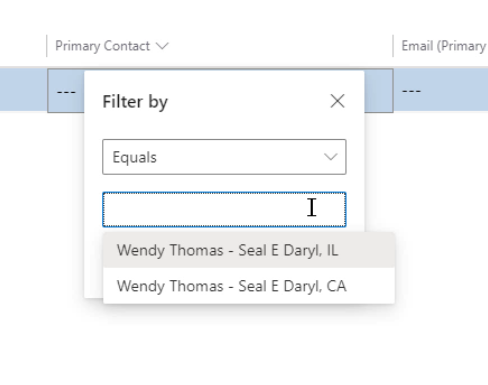 Primary Contact
Email (Primary
---
---
Filter by
Equals
Wendy Thomas - Seal E Daryl, IL
Wendy Thomas - Seal E Daryl, CA